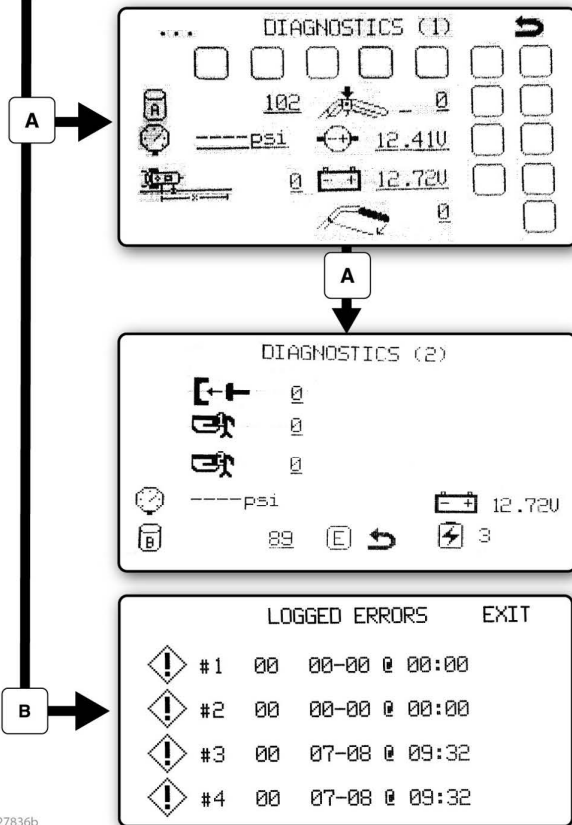 DIAGNOSTICS (1)
A
A 102 0
----psi - + 12.41V
x 0 - + 12.72V
0
A
DIAGNOSTICS (2)
0
0
0
----psi - + 12.72V
B 89 E 3
LOGGED ERRORS EXIT
! #1 00 00-00 @ 00:00
! #2 00 00-00 @ 00:00
B
! #3 00 07-08 @ 09:32
! #4 00 07-08 @ 09:32
27836b